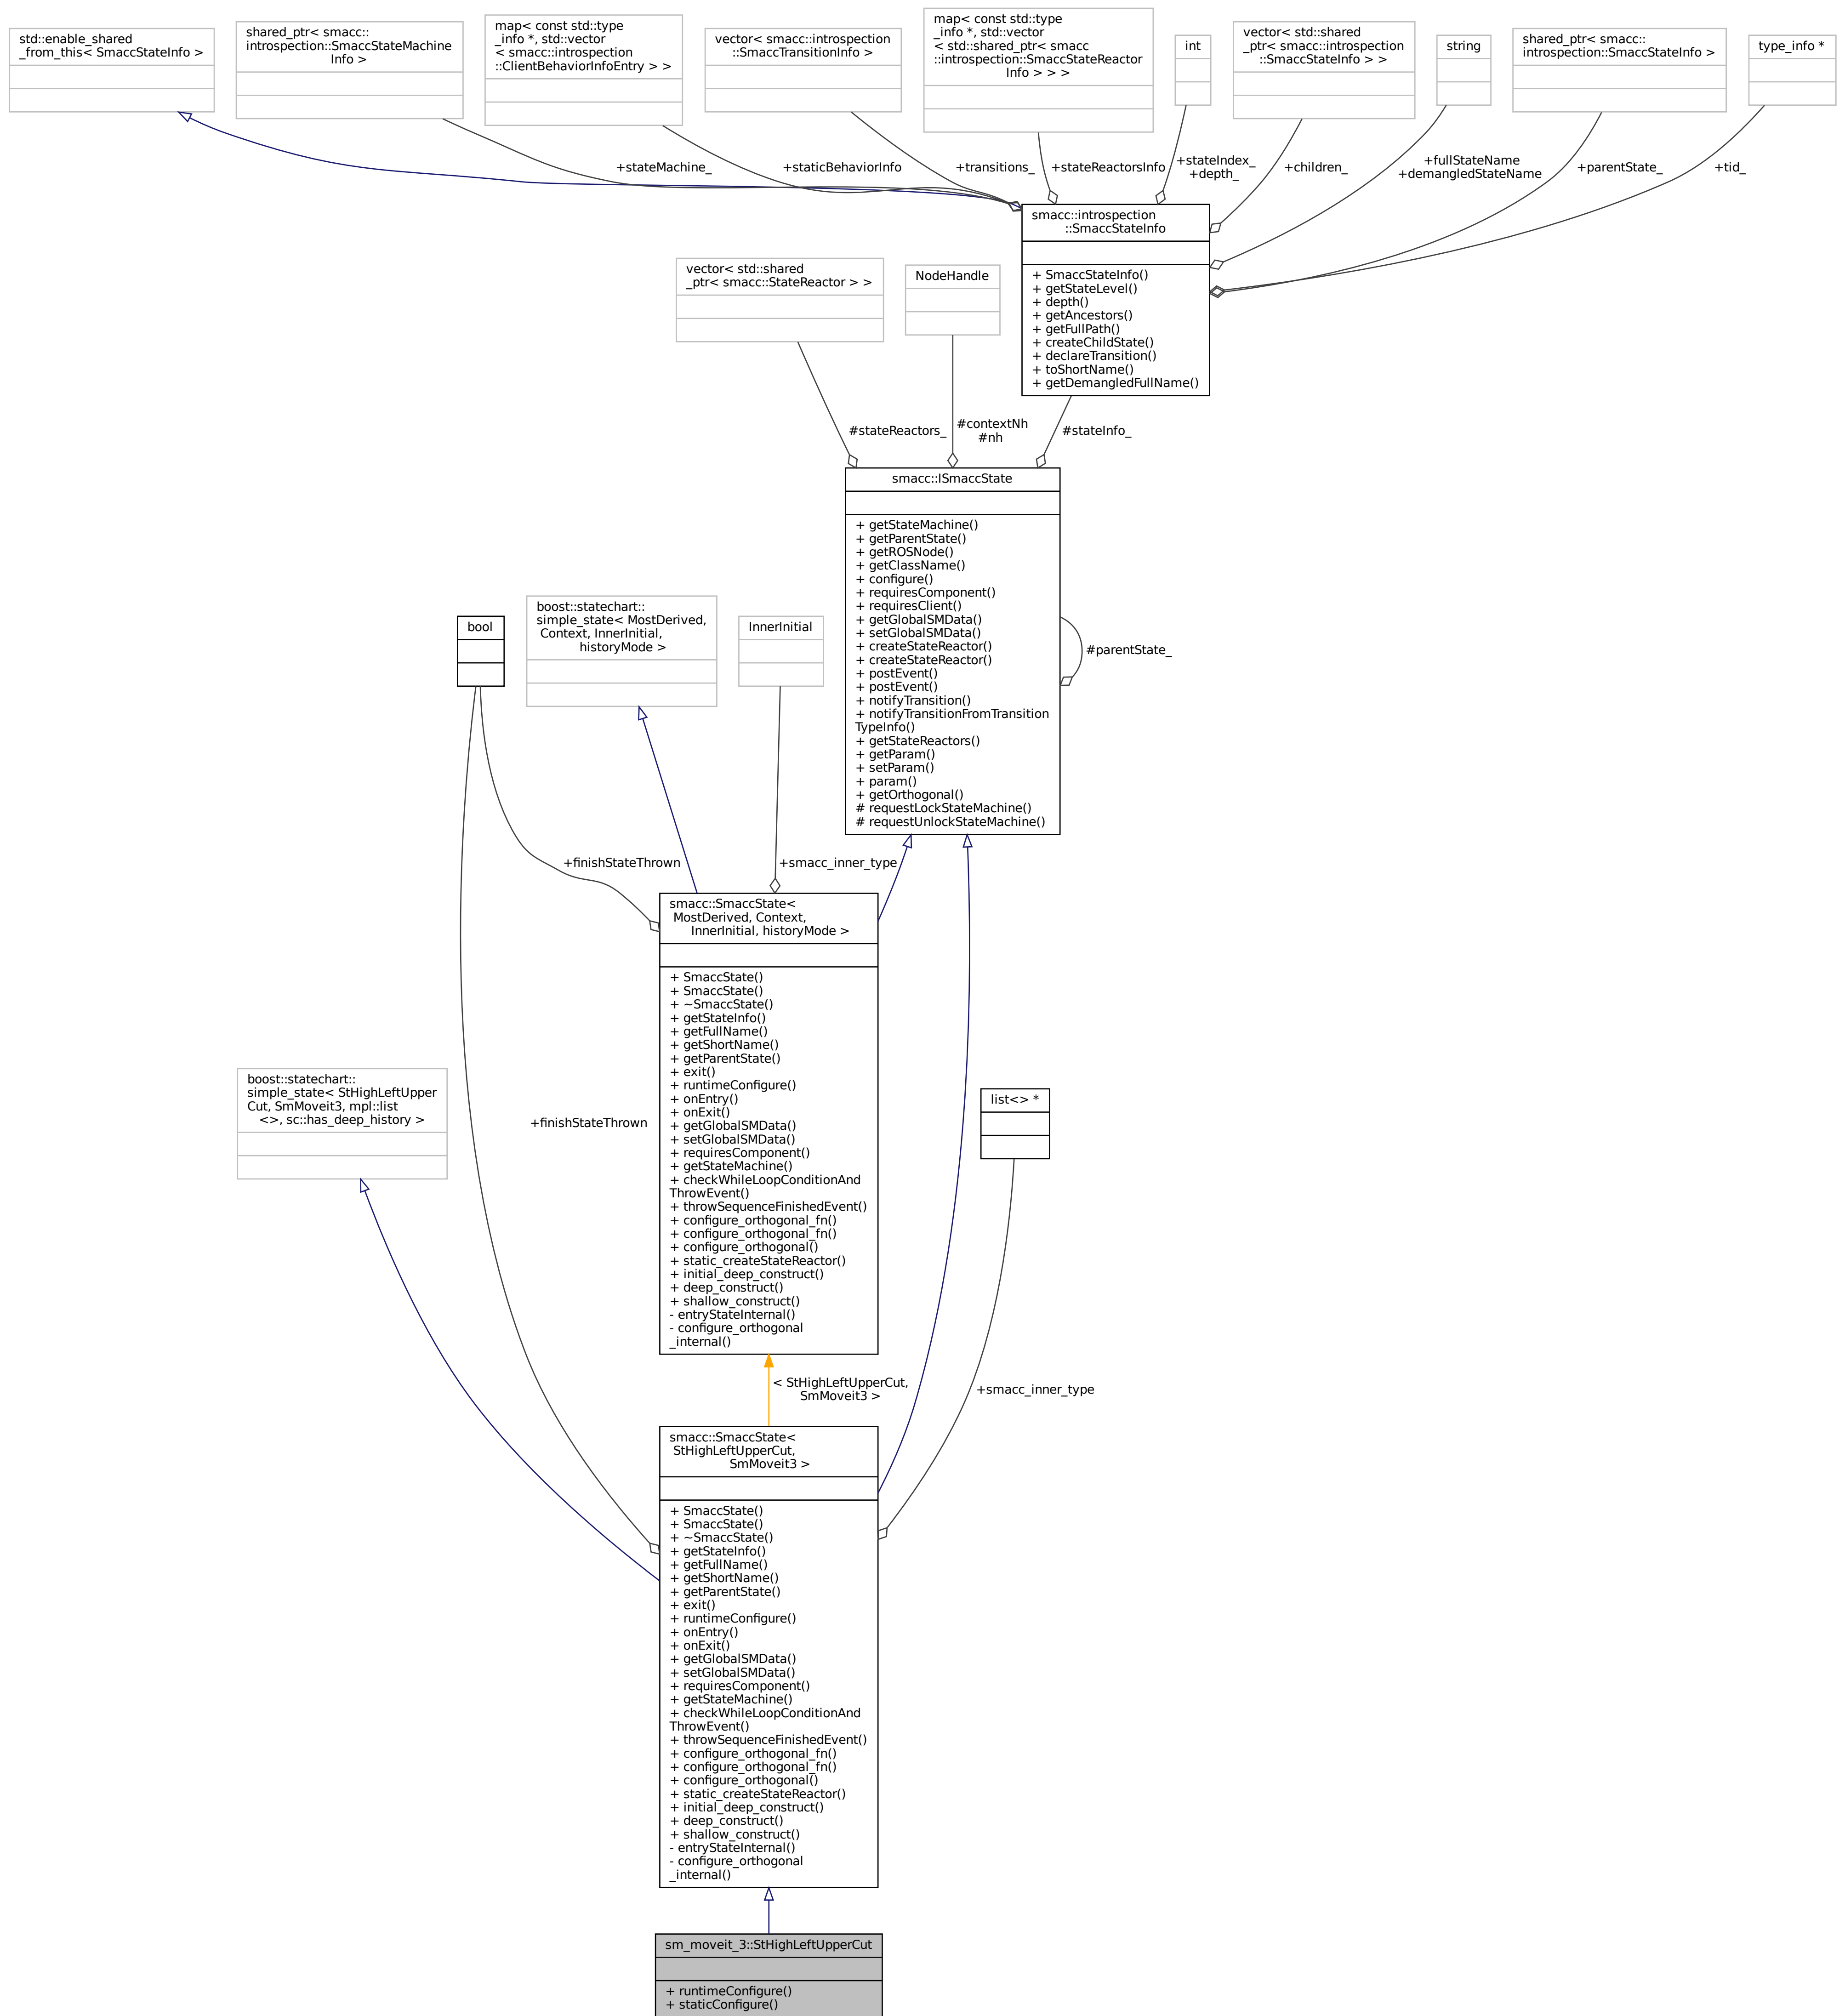 std::enable_shared
_from_this< SmaccStateInfo >
shared_ptr< smacc::
introspection::SmaccStateMachine
Info >
map< const std::type
_info *, std::vector
< smacc::introspection
::ClientBehaviorInfoEntry > >
vector< smacc::introspection
::SmaccTransitionInfo >
map< const std::type
_info *, std::vector
< std::shared_ptr< smacc
::introspection::SmaccStateReactor
Info > > >
int
vector< std::shared
_ptr< smacc::introspection
::SmaccStateInfo > >
string
shared_ptr< smacc::
introspection::SmaccStateInfo >
type_info *
+stateMachine_
+staticBehaviorInfo
+transitions_
+stateReactorsInfo
+stateIndex_
+depth_
+children_
+fullStateName
+demangledStateName
+parentState_
+tid_
smacc::introspection
::SmaccStateInfo
+ SmaccStateInfo()
+ getStateLevel()
+ depth()
+ getAncestors()
+ getFullPath()
+ createChildState()
+ declareTransition()
+ toShortName()
+ getDemangledFullName()
vector< std::shared
_ptr< smacc::StateReactor > >
NodeHandle
#stateReactors_
#contextNh
#nh
#stateInfo_
smacc::ISmaccState
+ getStateMachine()
+ getParentState()
+ getROSNode()
+ getClassName()
+ configure()
+ requiresComponent()
+ requiresClient()
+ getGlobalSMData()
+ setGlobalSMData()
+ createStateReactor()
+ createStateReactor()
+ postEvent()
+ postEvent()
+ notifyTransition()
+ notifyTransitionFromTransition
TypeInfo()
+ getStateReactors()
+ getParam()
+ setParam()
+ param()
+ getOrthogonal()
# requestLockStateMachine()
# requestUnlockStateMachine()
#parentState_
bool
boost::statechart::
simple_state< MostDerived,
Context, InnerInitial,
historyMode >
InnerInitial
+finishStateThrown
+smacc_inner_type
smacc::SmaccState<
MostDerived, Context,
InnerInitial, historyMode >
+ SmaccState()
+ SmaccState()
+ ~SmaccState()
+ getStateInfo()
+ getFullName()
+ getShortName()
+ getParentState()
+ exit()
+ runtimeConfigure()
+ onEntry()
+ onExit()
+ getGlobalSMData()
+ setGlobalSMData()
+ requiresComponent()
+ getStateMachine()
+ checkWhileLoopConditionAnd
ThrowEvent()
+ throwSequenceFinishedEvent()
+ configure_orthogonal_fn()
+ configure_orthogonal_fn()
+ configure_orthogonal()
+ static_createStateReactor()
+ initial_deep_construct()
+ deep_construct()
+ shallow_construct()
- entryStateInternal()
- configure_orthogonal
_internal()
boost::statechart::
simple_state< StHighLeftUpper
Cut, SmMoveit3, mpl::list
<>, sc::has_deep_history >
+finishStateThrown
list<> *
< StHighLeftUpperCut,
SmMoveit3 >
+smacc_inner_type
smacc::SmaccState<
StHighLeftUpperCut,
SmMoveit3 >
+ SmaccState()
+ SmaccState()
+ ~SmaccState()
+ getStateInfo()
+ getFullName()
+ getShortName()
+ getParentState()
+ exit()
+ runtimeConfigure()
+ onEntry()
+ onExit()
+ getGlobalSMData()
+ setGlobalSMData()
+ requiresComponent()
+ getStateMachine()
+ checkWhileLoopConditionAnd
ThrowEvent()
+ throwSequenceFinishedEvent()
+ configure_orthogonal_fn()
+ configure_orthogonal_fn()
+ configure_orthogonal()
+ static_createStateReactor()
+ initial_deep_construct()
+ deep_construct()
+ shallow_construct()
- entryStateInternal()
- configure_orthogonal
_internal()
sm_moveit_3::StHighLeftUpperCut
+ runtimeConfigure()
+ staticConfigure()